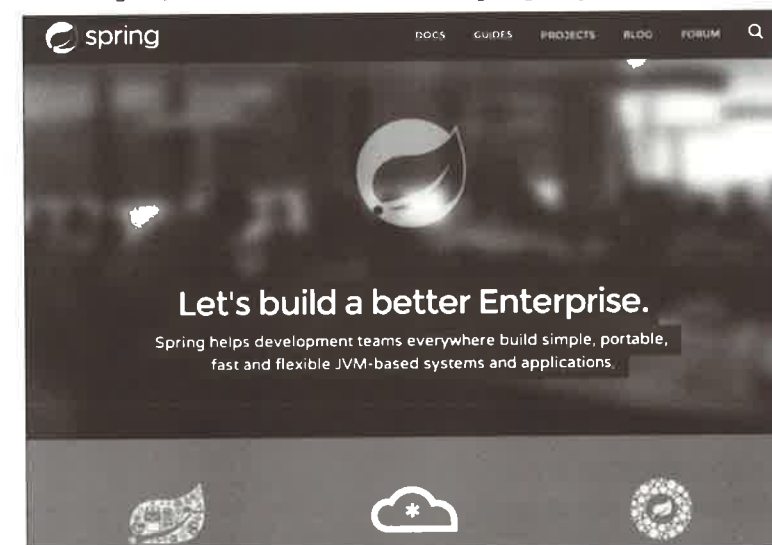 spring
DOCS GUIDES PROJECTS BLOG FORUM
Let's build a better Enterprise.
Spring helps development teams everywhere build simple, portable,
fast and flexible JVM-based systems and applications.